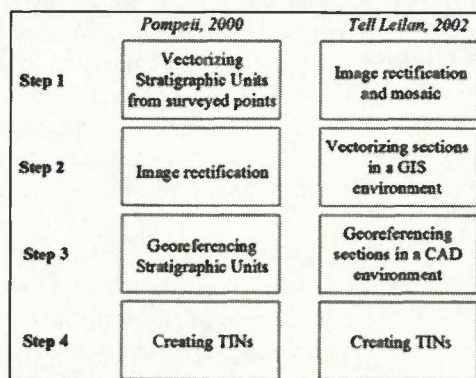 Pompeii, 2000 Tell Leilan, 2002
Step 1
Vectorizing
Stratigraphic Units
from surveyed points
Image rectification
and mosaic
Step 2
Image rectification
Vectorizing sections
in a GIS
environment
Step 3
Georeferencing
Stratigraphic Units
Georeferencing
sections in a CAD
environment
Step 4
Creating TINs
Creating TINs